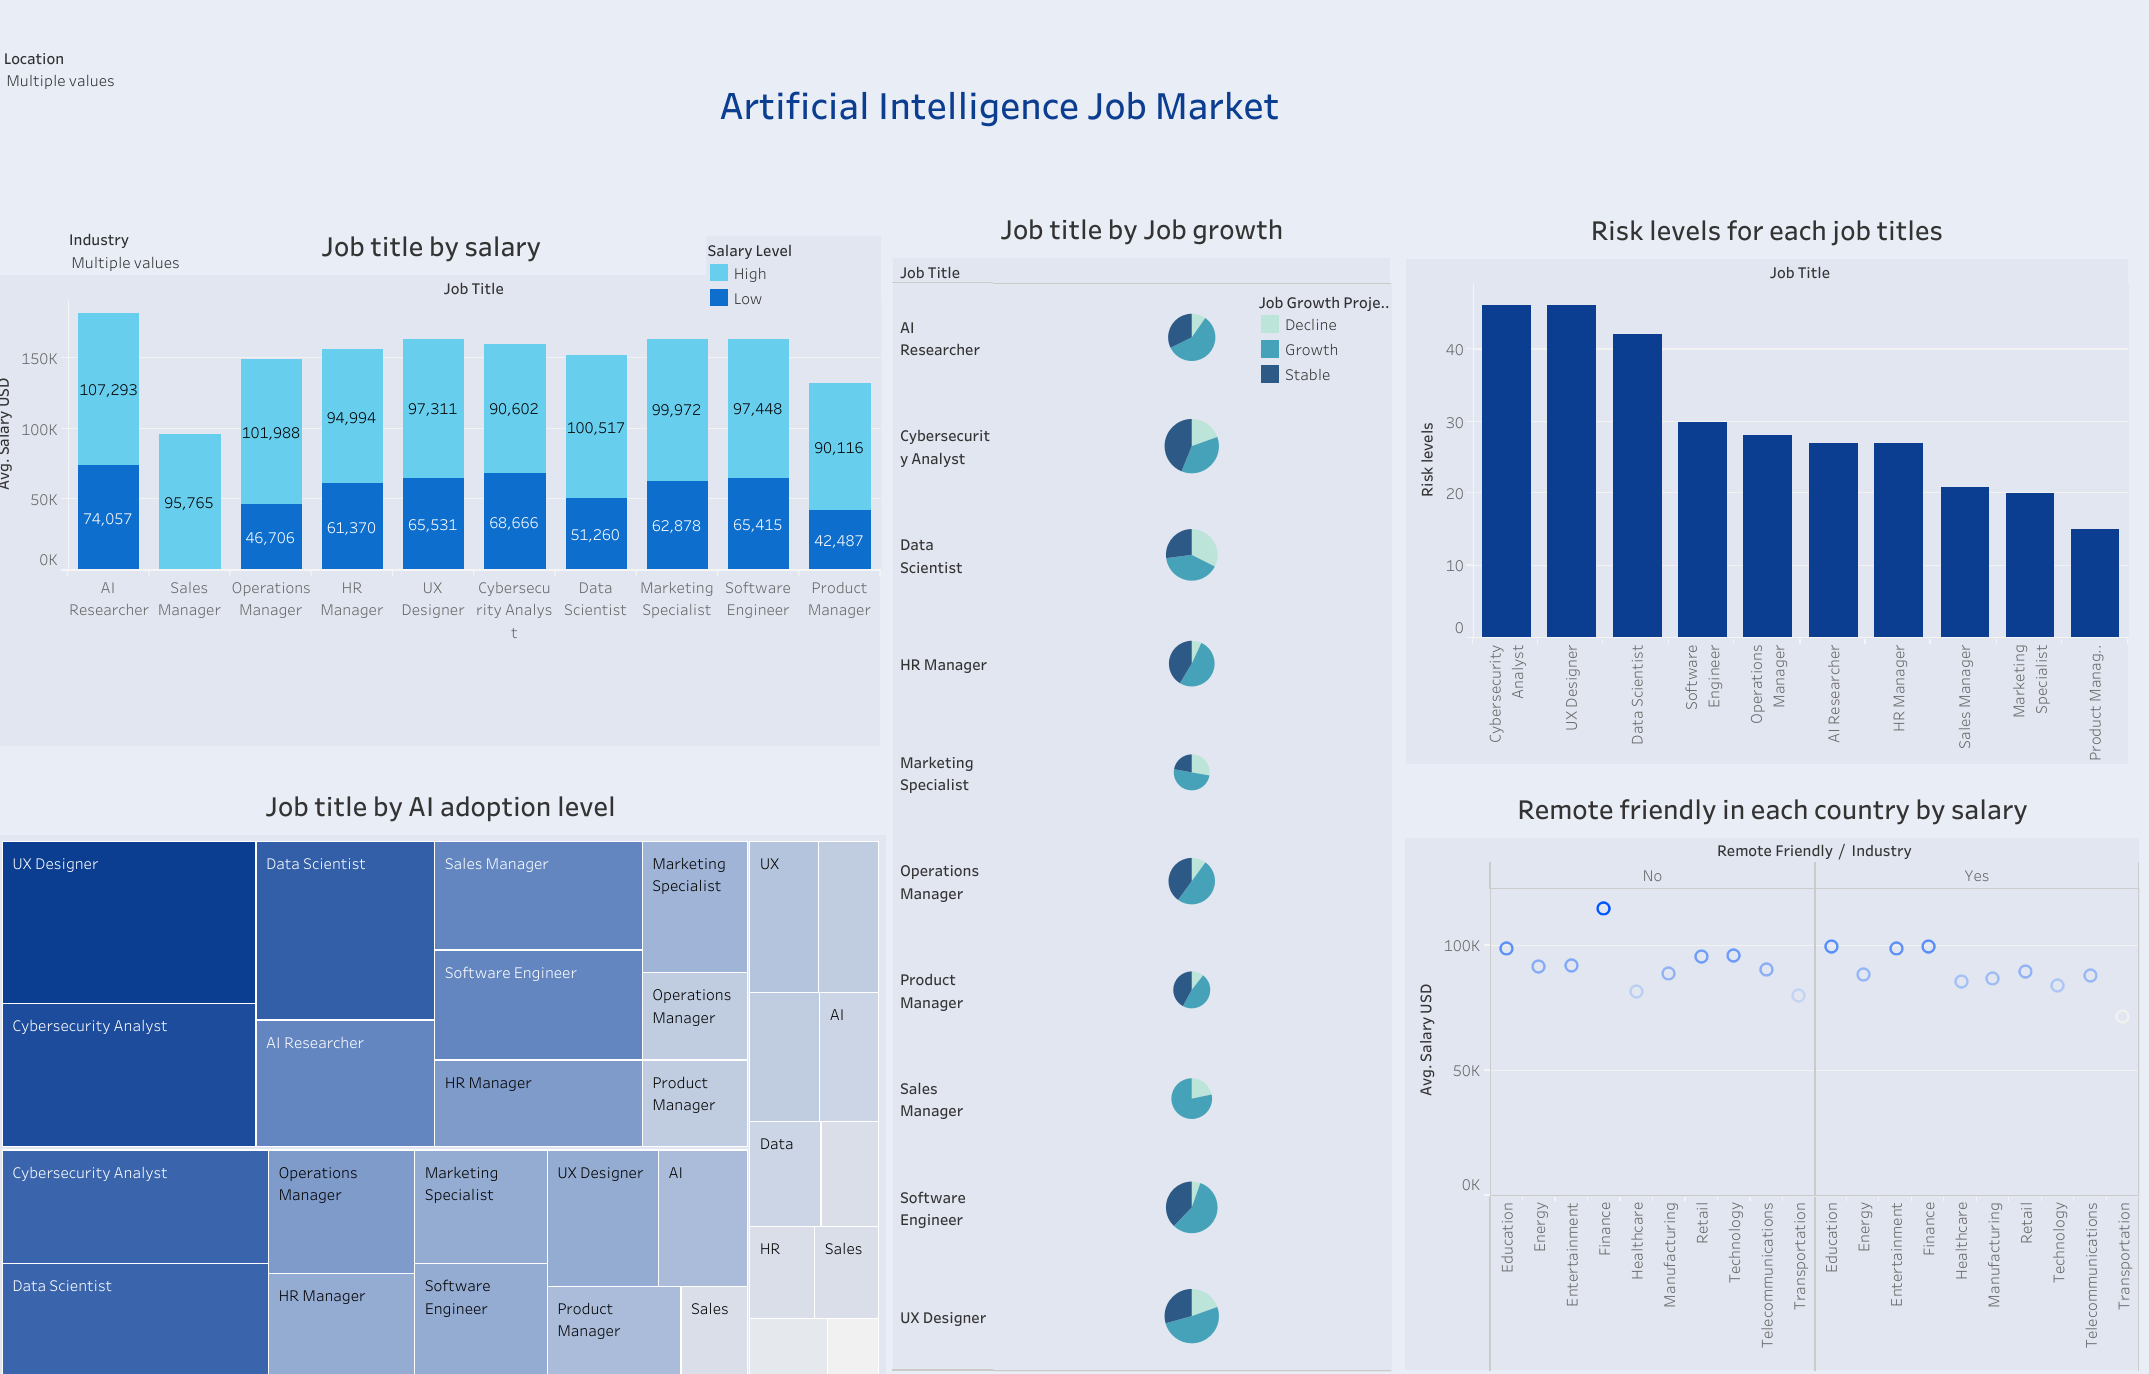 Location
Multiple values
Artificial Intelligence Job Market
Industry
Multiple values
Job title by salary
Salary Level
High
Low
Job Title
Avg. Salary USD
150K
100K
50K
0K
107,293
95,765
101,988
94,994
97,311
90,602
100,517
99,972
97,448
90,116
74,057
46,706
61,370
65,531
68,666
51,260
62,878
65,415
42,487
AI
Researcher
Sales
Manager
Operations
Manager
HR
Manager
UX
Designer
Cybersecu
rity Analys
t
Data
Scientist
Marketing
Specialist
Software
Engineer
Product
Manager
Job title by Job growth
Job Title
Job Growth Proje..
Decline
Growth
Stable
AI
Researcher
Cybersecurit
y Analyst
Data
Scientist
HR Manager
Marketing
Specialist
Operations
Manager
Product
Manager
Sales
Manager
Software
Engineer
UX Designer
Risk levels for each job titles
Job Title
Risk levels
40
30
20
10
0
Cybersecurity
Analyst
UX Designer
Data Scientist
Software
Engineer
Operations
Manager
AI Researcher
HR Manager
Sales Manager
Marketing
Specialist
Product Manag..
Job title by AI adoption level
UX Designer
Cybersecurity Analyst
Data Scientist
AI Researcher
Sales Manager
Software Engineer
HR Manager
Marketing
Specialist
Operations
Manager
Product
Manager
Cybersecurity Analyst
Data Scientist
Operations
Manager
HR Manager
Marketing
Specialist
Software
Engineer
UX Designer
AI
Product
Manager
Sales
UX
AI
Data
HR
Sales
Remote friendly in each country by salary
Remote Friendly / Industry
No
Yes
Avg. Salary USD
100K
50K
0K
Education
Energy
Entertainment
Finance
Healthcare
Manufacturing
Retail
Technology
Telecommunications
Transportation
Education
Energy
Entertainment
Finance
Healthcare
Manufacturing
Retail
Technology
Telecommunications
Transportation